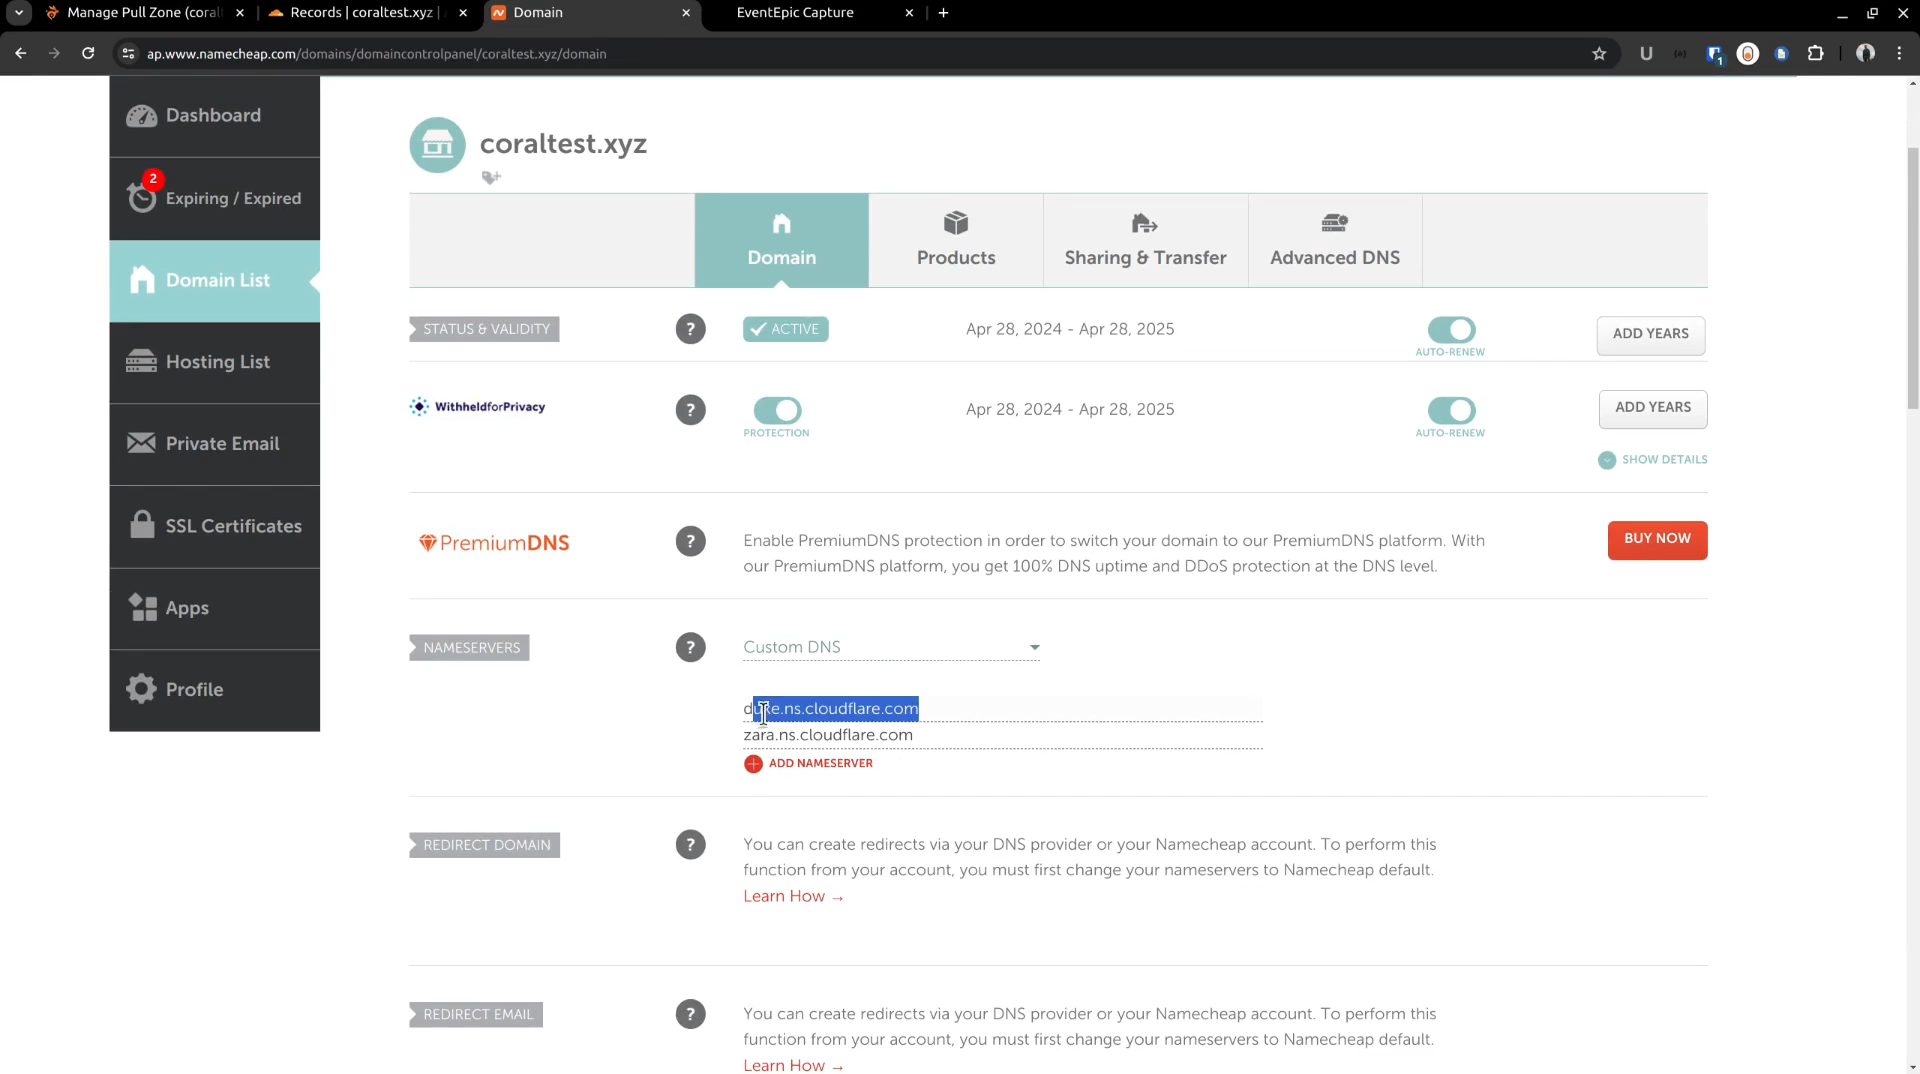 Manage Pull Zone (coral
Records | coraltest.xyz |
Domain
EventEpic Capture
ap.www.namecheap.com/domains/domaincontrolpanel/coraltest.xyz/domain
U
1
Dashboard
2
Expiring / Expired
Domain List
Hosting List
Private Email
SSL Certificates
Apps
Profile
coraltest.xyz
Domain
Products
Sharing & Transfer
Advanced DNS
STATUS & VALIDITY
?
ACTIVE
Apr 28, 2024 - Apr 28, 2025
AUTO-RENEW
ADD YEARS
WithheldforPrivacy
?
PROTECTION
Apr 28, 2024 - Apr 28, 2025
AUTO-RENEW
ADD YEARS
SHOW DETAILS
PremiumDNS
?
Enable PremiumDNS protection in order to switch your domain to our PremiumDNS platform. With
our PremiumDNS platform, you get 100% DNS uptime and DDoS protection at the DNS level.
BUY NOW
NAMESERVERS
?
Custom DNS
duke.ns.cloudflare.com
zara.ns.cloudflare.com
ADD NAMESERVER
REDIRECT DOMAIN
?
You can create redirects via your DNS provider or your Namecheap account. To perform this
function from your account, you must first change your nameservers to Namecheap default.
Learn How →
REDIRECT EMAIL
?
You can create redirects via your DNS provider or your Namecheap account. To perform this
function from your account, you must first change your nameservers to Namecheap default.
Learn How →